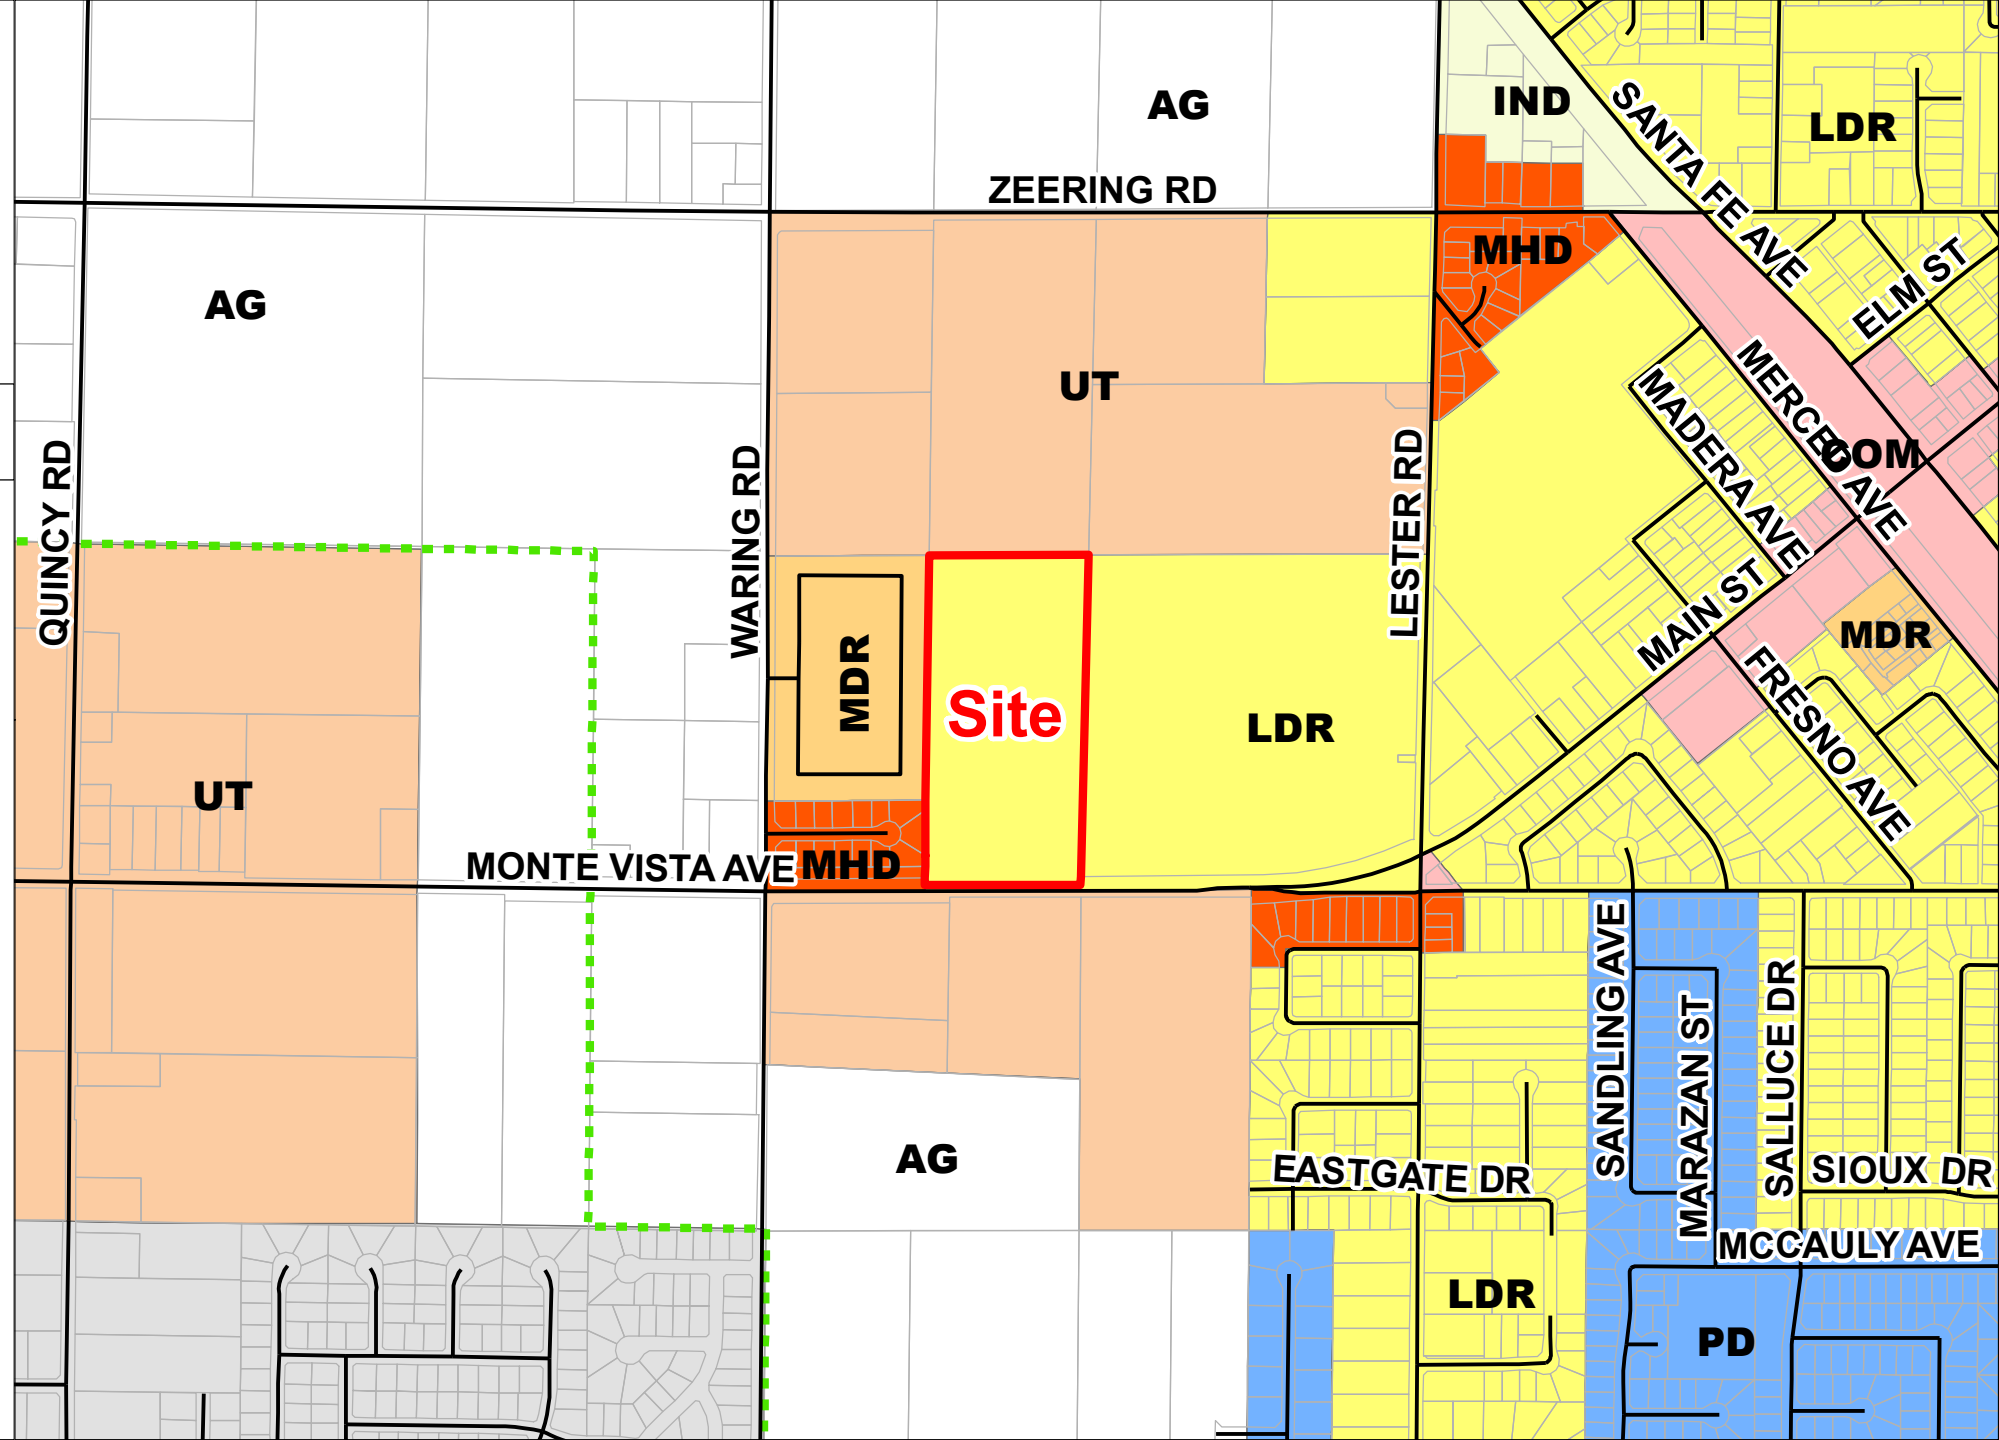 AG
IND
LDR
ZEERING RD
SANTA FE AVE
AG
MHD
ELM ST
UT
QUINCY RD
WARING RD
LESTER RD
MADERA AVE
MERCED AVE
COM
MAIN ST
MDR
MDR
Site
LDR
FRESNO AVE
UT
MONTE VISTA AVE
MHD
SANDLING AVE
MARAZAN ST
SALLUCE DR
AG
EASTGATE DR
SIOUX DR
MCCAULY AVE
LDR
PD